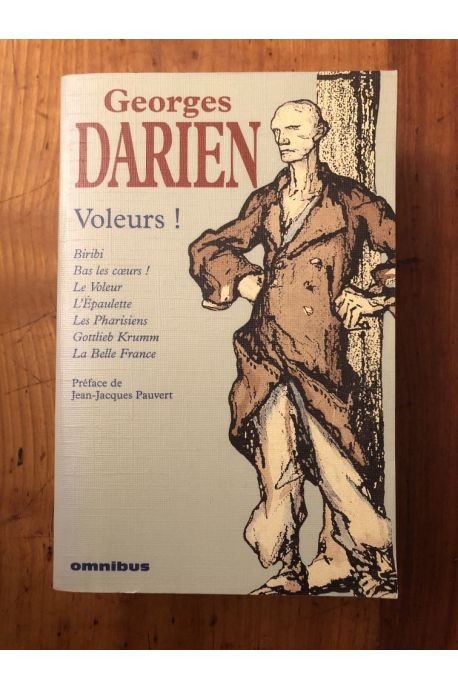 Georges
DARIEN
Voleurs !
Biribi
Bas les cœurs !
Le Voleur
L'Épaulette
Les Pharisiens
Gottlieb Krumm
La Belle France
Préface de
Jean-Jacques Pauvert
omnibus